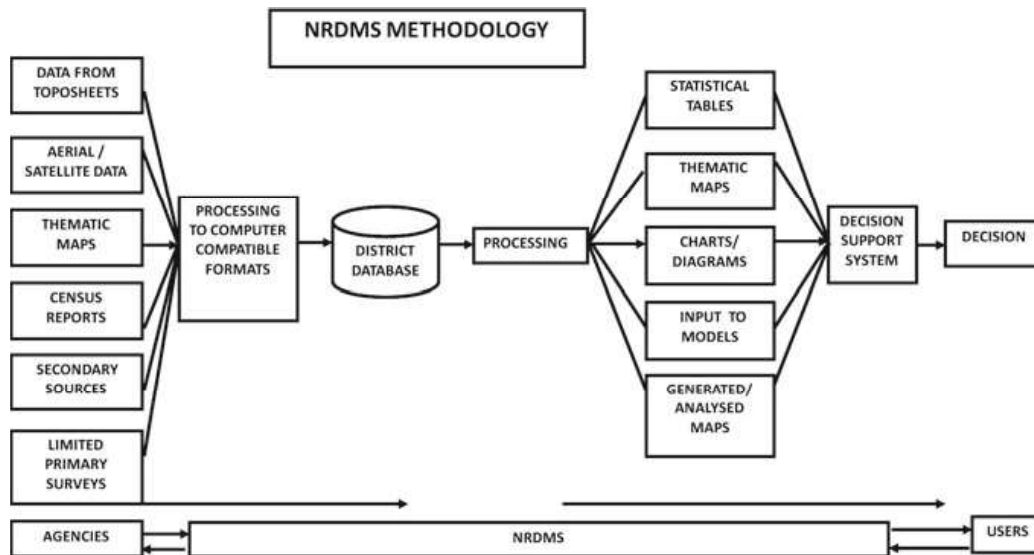 NRDMS METHODOLOGY
DATA FROM
TOPOSHEETS
AERIAL /
SATELLITE DATA
THEMATIC
MAPS
CENSUS
REPORTS
SECONDARY
SOURCES
LIMITED
PRIMARY
SURVEYS
PROCESSING
TO COMPUTER
COMPATIBLE
FORMATS
DISTRICT
DATABASE
PROCESSING
STATISTICAL
TABLES
THEMATIC
MAPS
CHARTS/
DIAGRAMS
INPUT TO
MODELS
GENERATED/
ANALYSED
MAPS
DECISION
SUPPORT
SYSTEM
DECISION
AGENCIES
NRDMS
USERS